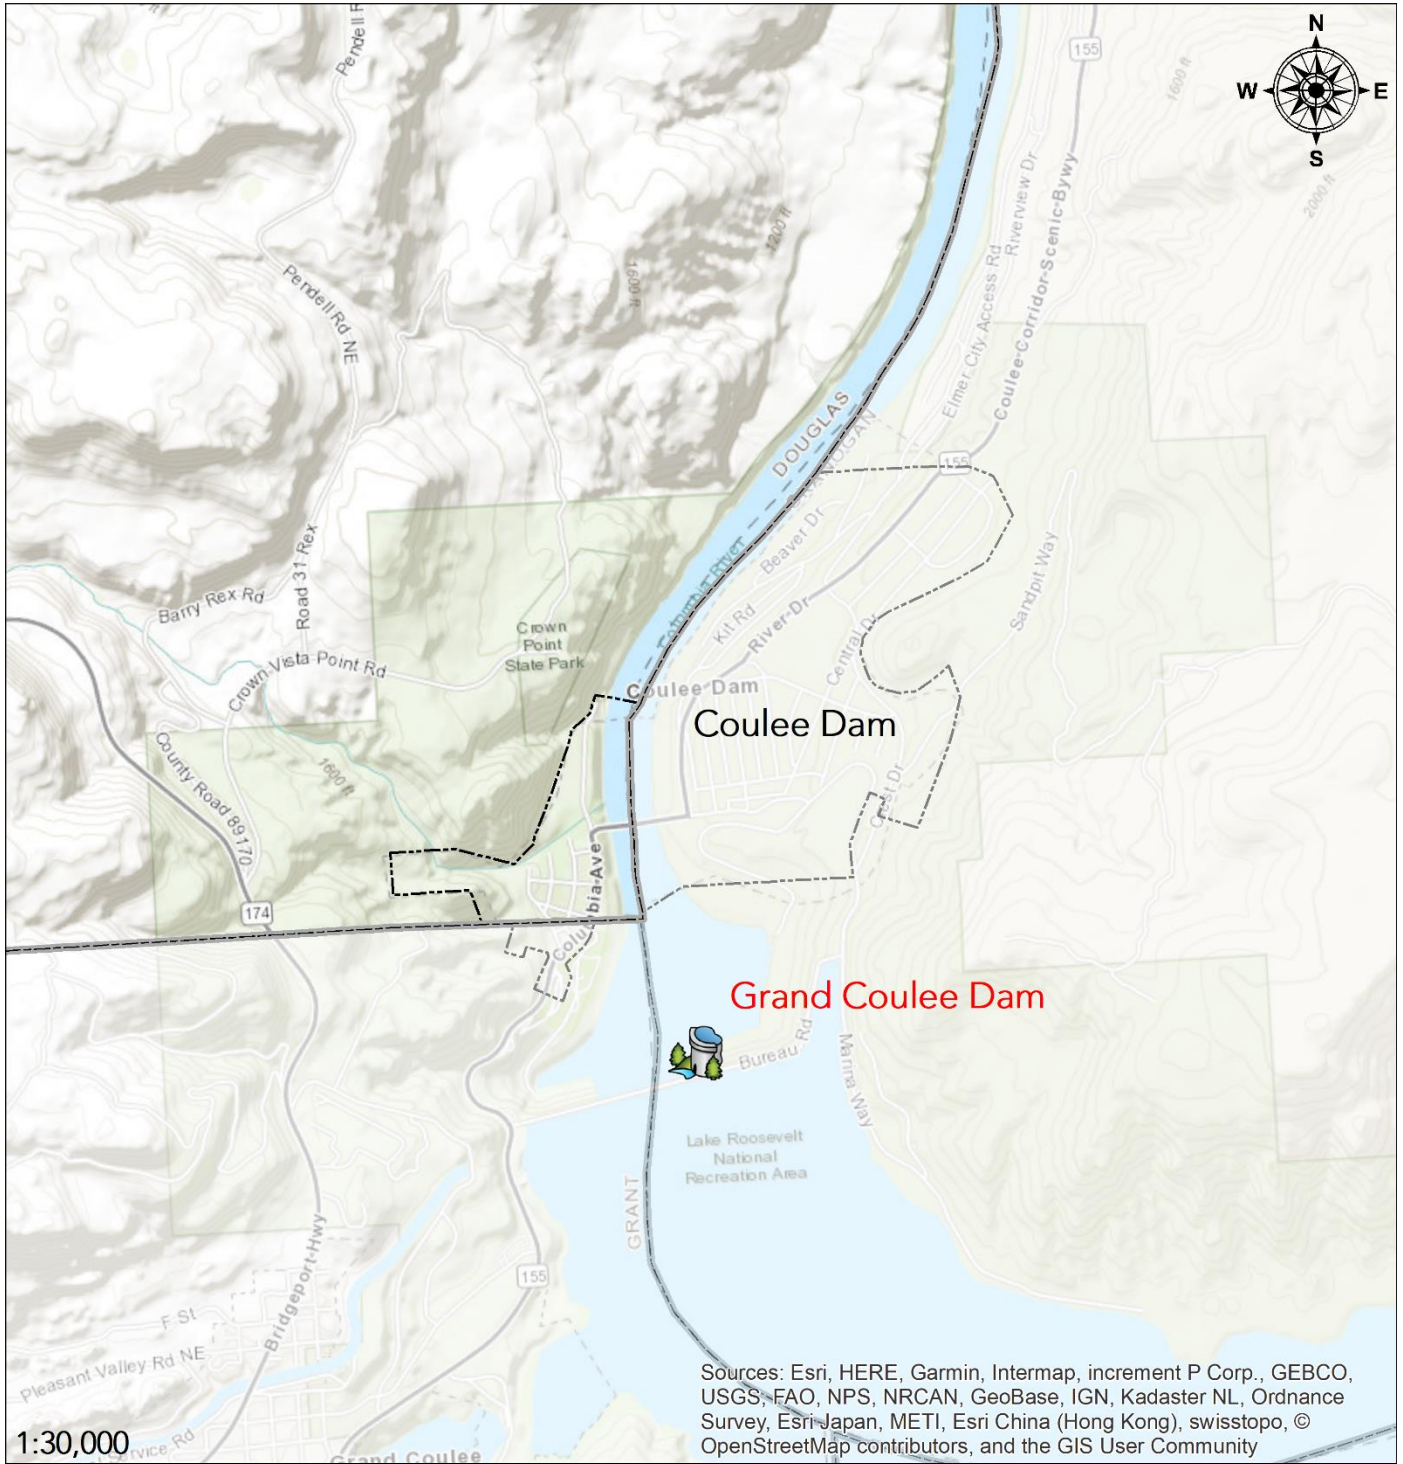 N
W
E
S
Pendell R
155
1600 ft
Riverview Dr
2000 ft
1200 ft
1600 ft
Elmer City Access Rd
Coulee-Corridor-Scenic-Bywy
Pendell Rd NE
DOUGLAS
155
Beaver Dr
Sandpit Way
Road 31 Rex
Barry Rex Rd
Columbia River
Kit Rd
River-Dr
Central Dr
Crown
Point
State Park
Crown Vista Point Rd
Coulee Dam
Coulee Dam
County Road 89170
1600 ft
Crest Dr
Columbia-Ave
174
Grand Coulee Dam
Bureau Rd
Marina Way
Lake Roosevelt
National
Recreation Area
GRANT
155
Bridgeport-Hwy
F St
Pleasant Valley Rd NE
Service Rd
Grand Coulee
1:30,000
Sources: Esri, HERE, Garmin, Intermap, increment P Corp., GEBCO,
USGS, FAO, NPS, NRCAN, GeoBase, IGN, Kadaster NL, Ordnance
Survey, Esri Japan, METI, Esri China (Hong Kong), swisstopo, ©
OpenStreetMap contributors, and the GIS User Community